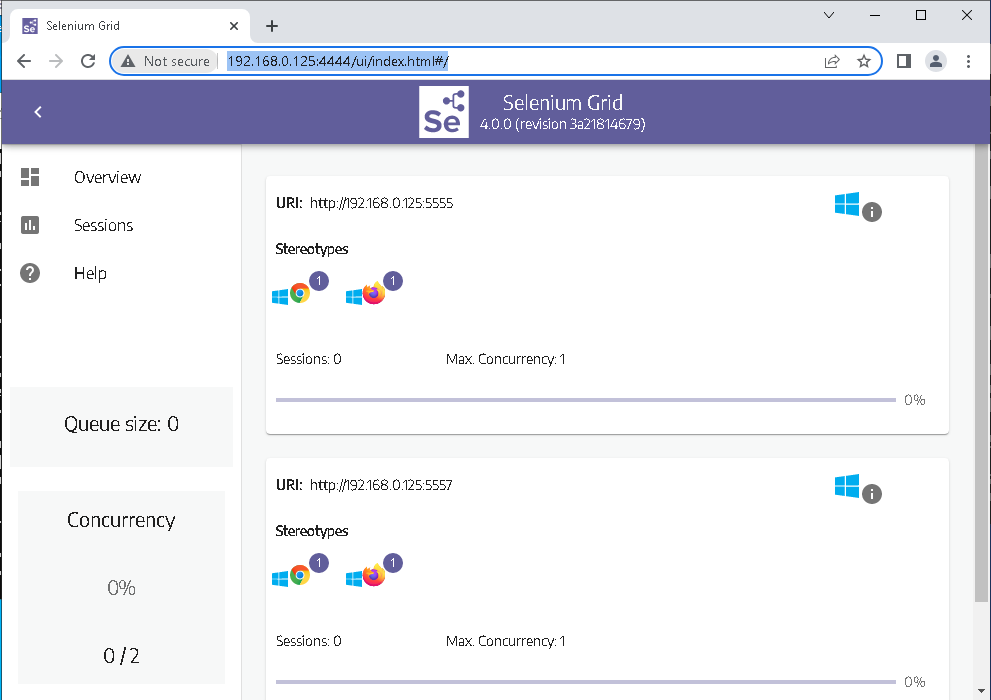 Selenium Grid
Not secure
192.168.0.125:4444/ui/index.html#/
Se
Selenium Grid
4.0.0 (revision 3a21814679)
Overview
Sessions
Help
Queue size: 0
Concurrency
0%
0 / 2
URI: http://192.168.0.125:5555
Stereotypes
1 1
Sessions: 0 Max. Concurrency: 1
0%
URI: http://192.168.0.125:5557
Stereotypes
1 1
Sessions: 0 Max. Concurrency: 1
0%